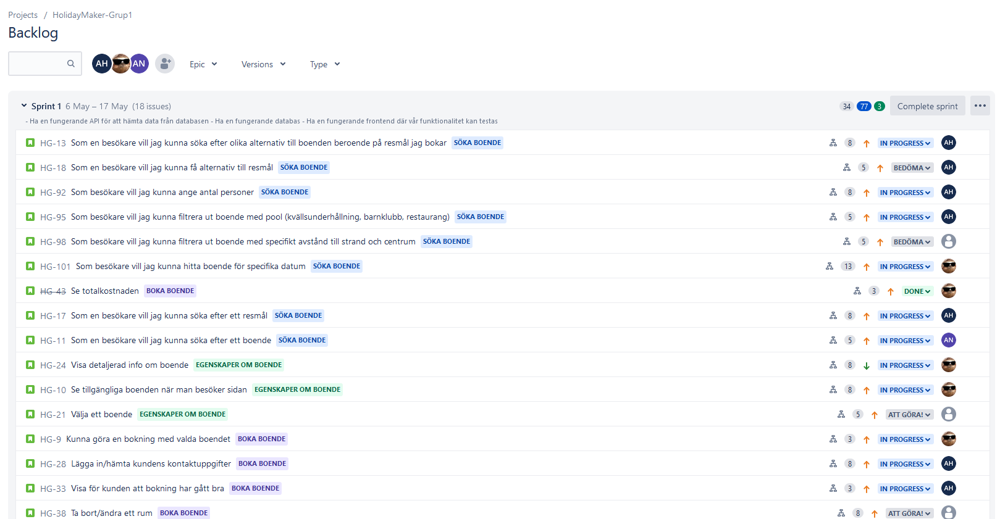 Projects / HolidayMaker-Grup1
Backlog
AH AN Epic Versions Type
Sprint 1 6 May – 17 May (18 issues) 34 77 3 Complete sprint
- Ha en fungerande API för att hämta data från databasen - Ha en fungerande databas - Ha en fungerande frontend där vår funktionalitet kan testas
HG-13 Som en besökare vill jag kunna söka efter olika alternativ till boenden beroende på resmål jag bokar SÖKA BOENDE 8 IN PROGRESS AH
HG-18 Som en besökare vill jag kunna få alternativ till resmål SÖKA BOENDE 5 BEDÖMA AH
HG-92 Som besökare vill jag kunna ange antal personer SÖKA BOENDE 8 IN PROGRESS AH
HG-95 Som besökare vill jag kunna filtrera ut boende med pool (kvällsunderhållning, barnklubb, restaurang) SÖKA BOENDE 5 IN PROGRESS AH
HG-98 Som besökare vill jag kunna filtrera ut boende med specifikt avstånd till strand och centrum SÖKA BOENDE 5 BEDÖMA
HG-101 Som besökare vill jag kunna hitta boende för specifika datum SÖKA BOENDE 13 IN PROGRESS
HG-43 Se totalkostnaden BOKA BOENDE 3 DONE
HG-17 Som en besökare vill jag kunna söka efter ett resmål SÖKA BOENDE 8 IN PROGRESS AH
HG-11 Som en besökare vill jag kunna söka efter ett boende SÖKA BOENDE 5 IN PROGRESS AN
HG-24 Visa detaljerad info om boende EGENSKAPER OM BOENDE 8 IN PROGRESS
HG-10 Se tillgängliga boenden när man besöker sidan EGENSKAPER OM BOENDE 8 IN PROGRESS
HG-21 Välja ett boende EGENSKAPER OM BOENDE 5 ATT GÖRA!
HG-9 Kunna göra en bokning med valda boendet BOKA BOENDE 3 IN PROGRESS
HG-28 Lägga in/hämta kundens kontaktuppgifter BOKA BOENDE 8 IN PROGRESS AH
HG-33 Visa för kunden att bokning har gått bra BOKA BOENDE 3 IN PROGRESS AH
HG-38 Ta bort/ändra ett rum BOKA BOENDE 8 ATT GÖRA!